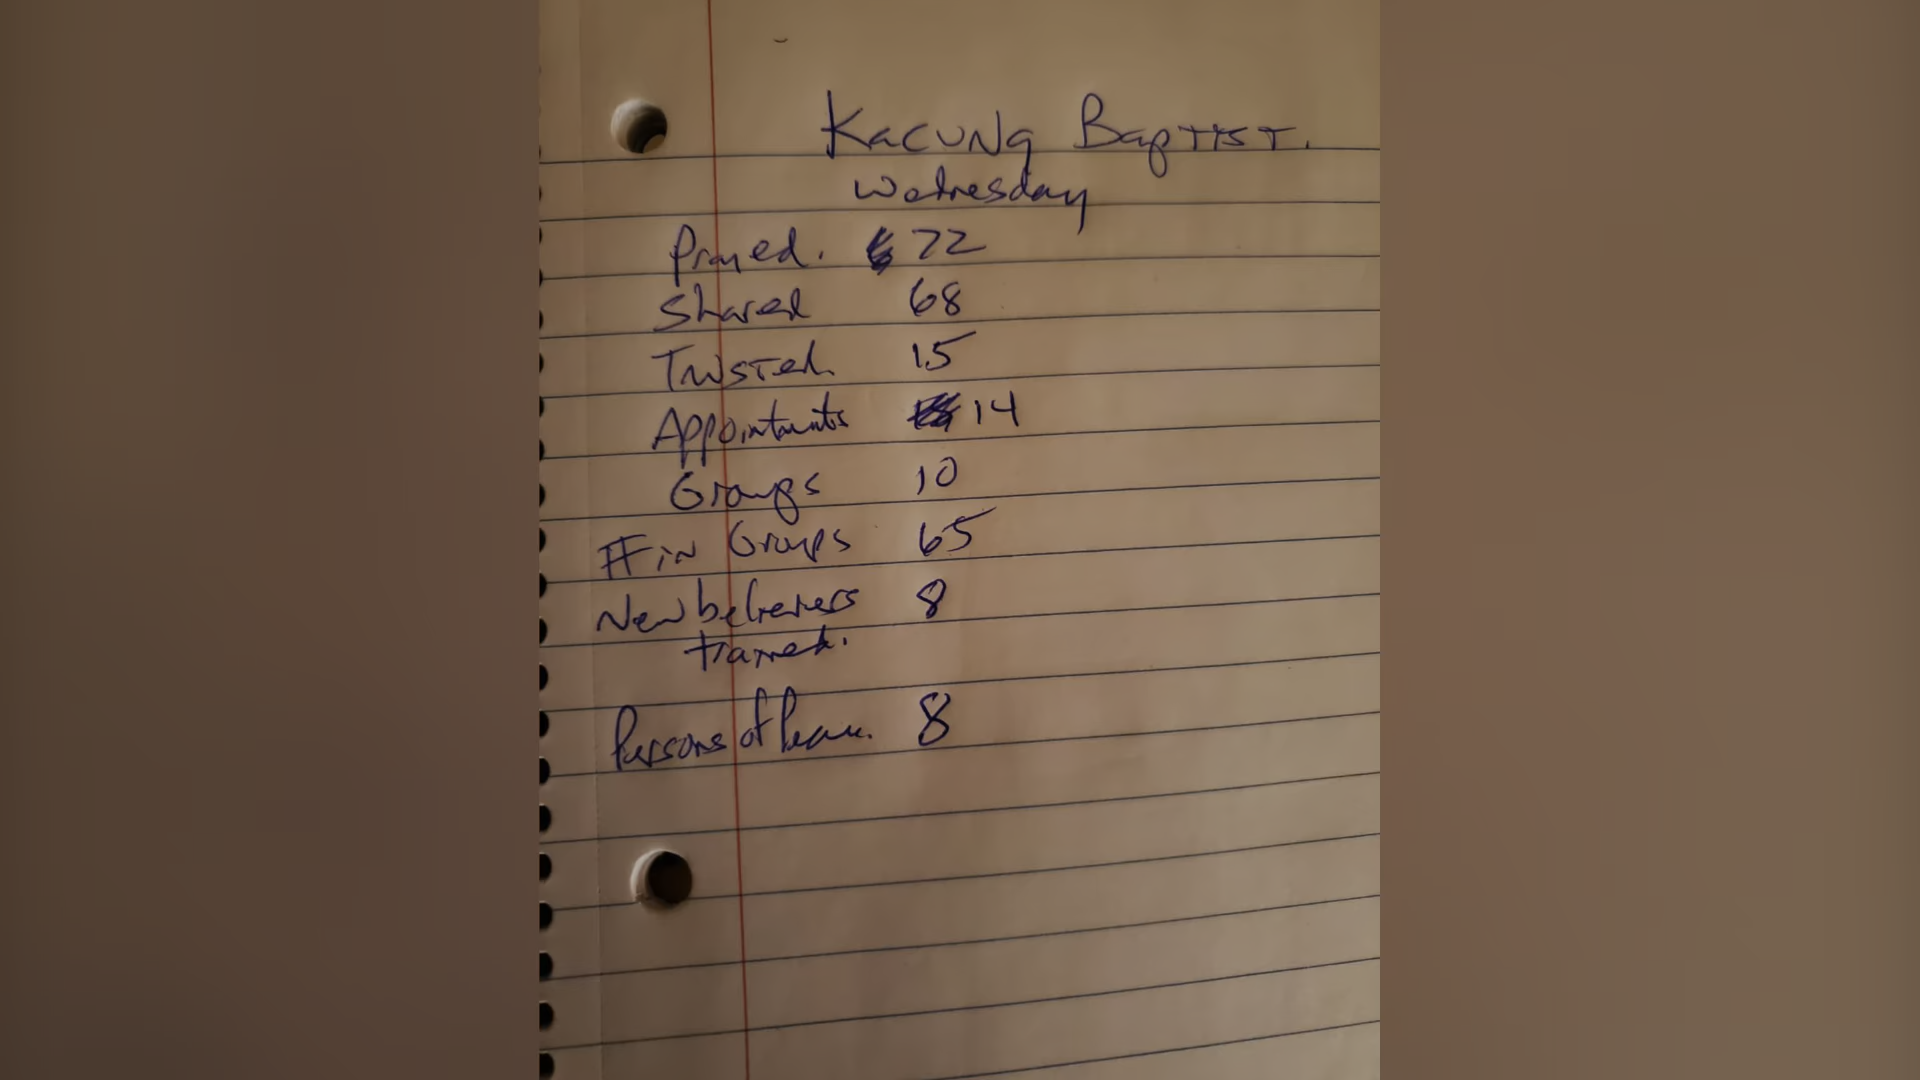 Kacung Baptist.
Wednesday
Prayed. 72
Shared 68
Trusted 15
Appointments 14
Groups 10
# in Groups 65
New believers 8
trained.
Persons of Peace. 8